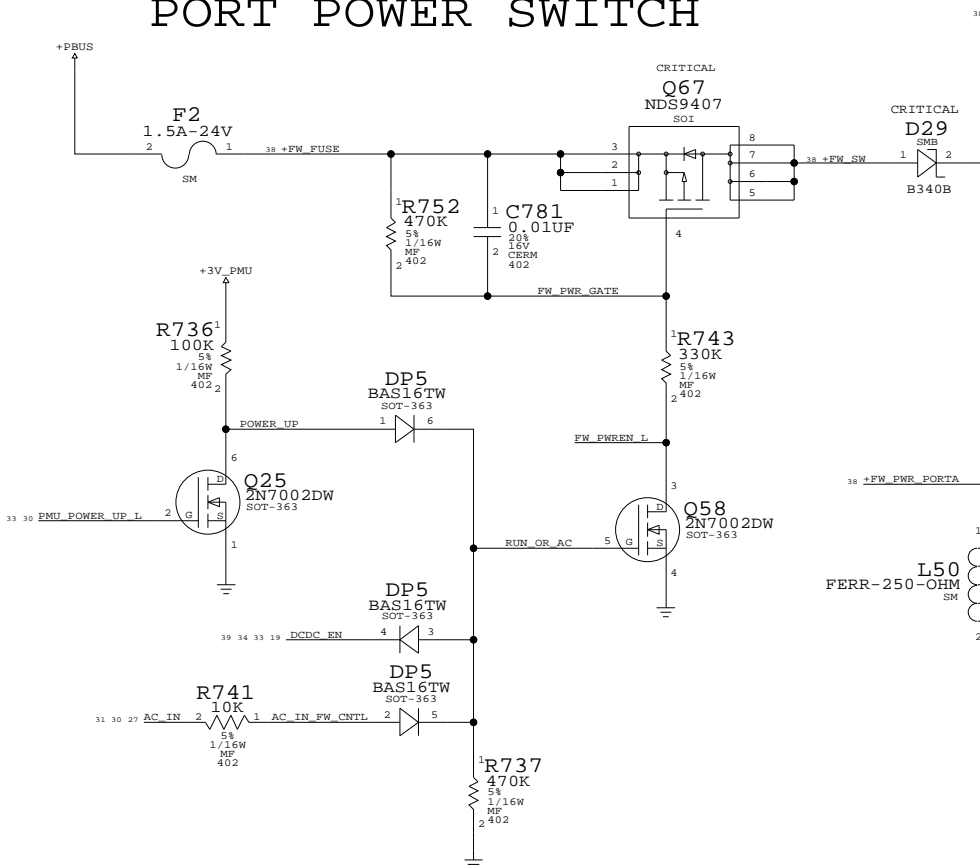 PORT POWER SWITCH
+PBUS
F2
1.5A-24V
2 1
SM
38 +FW_FUSE
CRITICAL
Q67
NDS9407
SOI
3
2
1
8
7
6
5
4
38 +FW_SW
CRITICAL
D29
SMB
1 2
B340B
1
R752
470K
5%
1/16W
MF
402
2
1
C781
0.01UF
20%
16V
CERM
402
2
FW_PWR_GATE
+3V_PMU
R736
1
100K
5%
1/16W
MF
402
2
1
R743
330K
5%
1/16W
MF
402
2
DP5
BAS16TW
SOT-363
1 6
POWER_UP
FW_PWREN_L
6
D
Q25
2N7002DW
SOT-363
33 30 PMU_POWER_UP_L 2 G S
1
3
D
Q58
2N7002DW
SOT-363
RUN_OR_AC 5 G S
4
38 +FW_PWR_PORTA
1
L50
FERR-250-OHM
SM
2
DP5
BAS16TW
SOT-363
39 34 33 19 DCDC_EN 4 3
DP5
BAS16TW
SOT-363
R741
10K
31 30 27 AC_IN 2 1 AC_IN_FW_CNTL 2 5
5%
1/16W
MF
402
1
R737
470K
5%
1/16W
MF
402
2